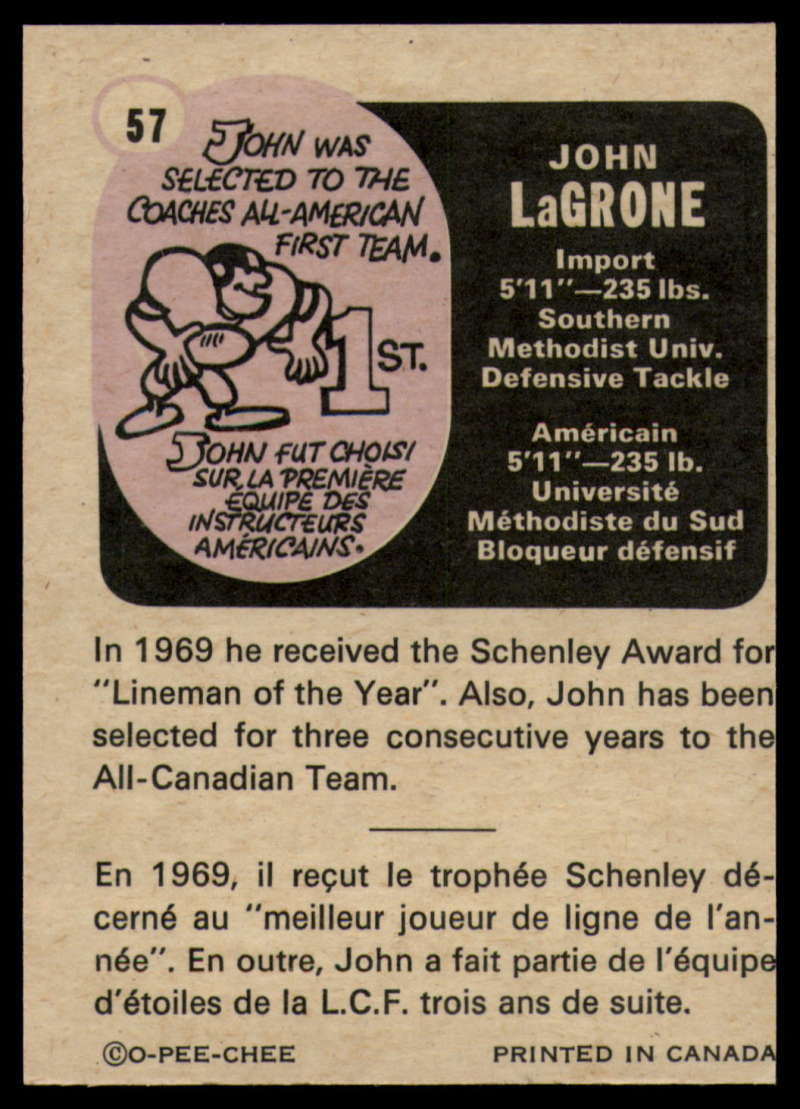 57
JOHN WAS
SELECTED TO THE
COACHES ALL-AMERICAN
FIRST TEAM.
1ST.
JOHN FUT CHOISI
SUR LA PREMIÈRE
ÉQUIPE DES
INSTRUCTEURS
AMÉRICAINS.
JOHN
LaGRONE
Import
5'11"—235 lbs.
Southern
Methodist Univ.
Defensive Tackle
Américain
5'11"—235 lb.
Université
Méthodiste du Sud
Bloqueur défensif
In 1969 he received the Schenley Award for
"Lineman of the Year". Also, John has been
selected for three consecutive years to the
All-Canadian Team.
En 1969, il reçut le trophée Schenley dé-
cerné au "meilleur joueur de ligne de l'an-
née". En outre, John a fait partie de l'équipe
d'étoiles de la L.C.F. trois ans de suite.
©O-PEE-CHEE
PRINTED IN CANADA